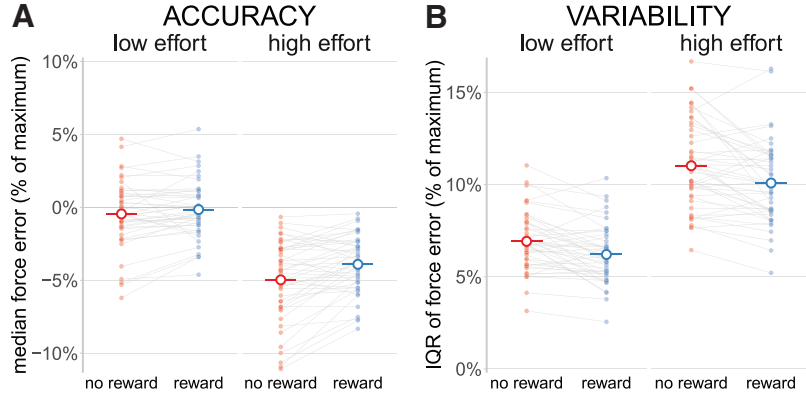 A
ACCURACY
low effort
high effort
median force error (% of maximum)
10%
5%
0%
−5%
−10%
no reward
reward
no reward
reward
B
VARIABILITY
low effort
high effort
IQR of force error (% of maximum)
15%
10%
5%
0%
no reward
reward
no reward
reward